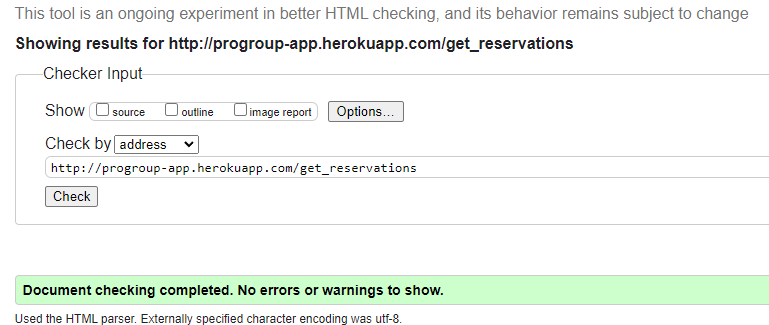 This tool is an ongoing experiment in better HTML checking, and its behavior remains subject to change
Showing results for http://progroup-app.herokuapp.com/get_reservations
Checker Input
Show source outline image report Options...
Check by address
http://progroup-app.herokuapp.com/get_reservations
Check
Document checking completed. No errors or warnings to show.
Used the HTML parser. Externally specified character encoding was utf-8.